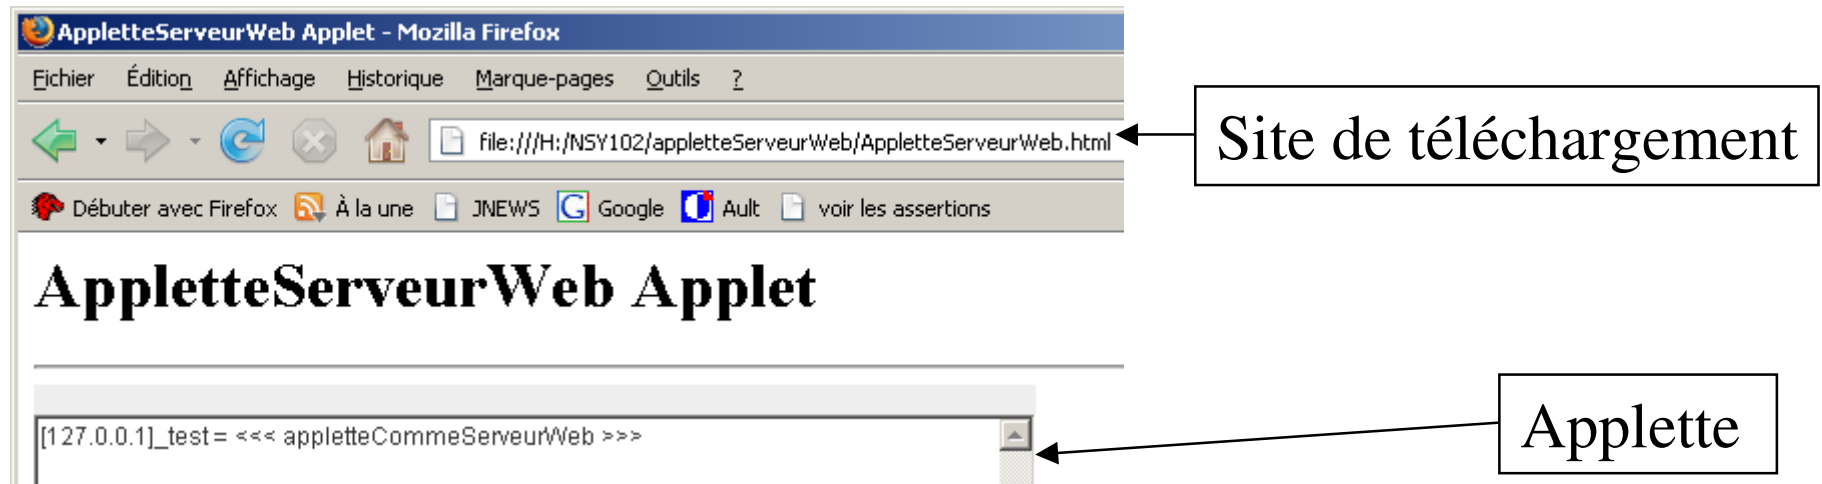 AppletteServeurWeb Applet - Mozilla Firefox
Fichier Édition Affichage Historique Marque-pages Outils ?
file:///H:/NSY102/appletteServeurWeb/AppletteServeurWeb.html
Site de téléchargement
Débuter avec Firefox À la une JNEWS G Google Ault voir les assertions
AppletteServeurWeb Applet
[127.0.0.1]_test = <<< appletteCommeServeurWeb >>>
Applette